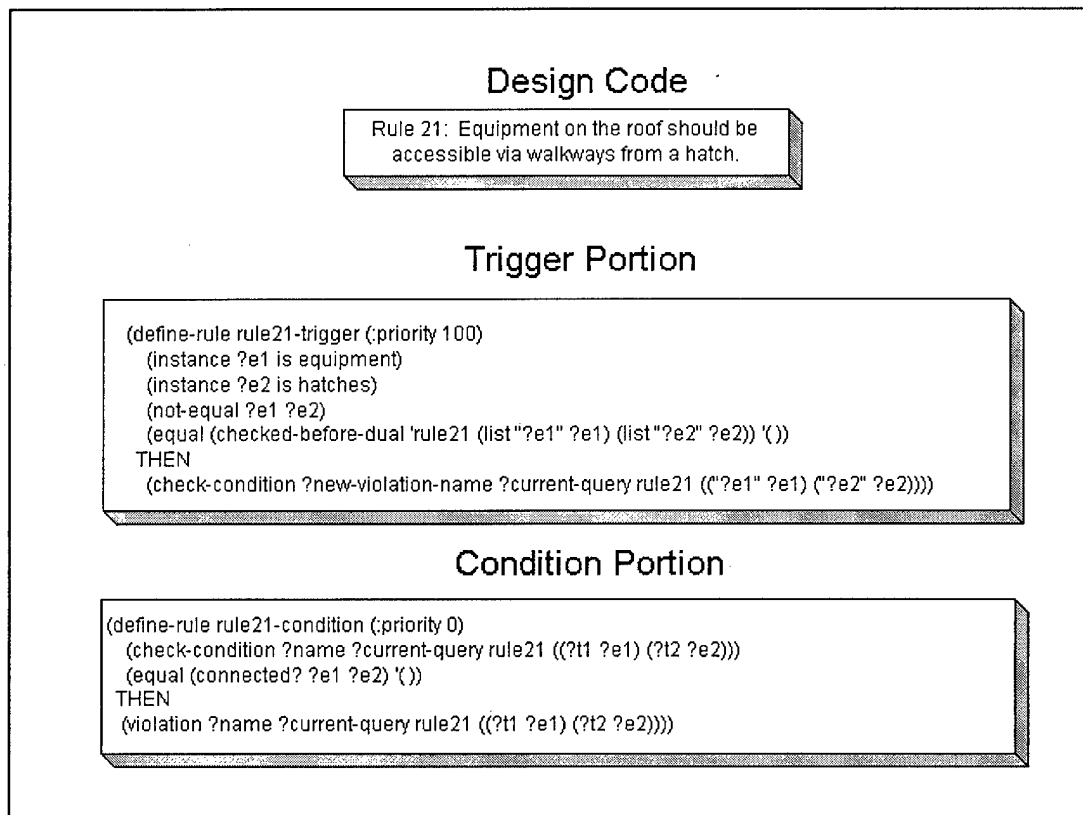 Design Code
Rule 21: Equipment on the roof should be
accessible via walkways from a hatch.
Trigger Portion
(define-rule rule21-trigger (:priority 100)
(instance ?e1 is equipment)
(instance ?e2 is hatches)
(not-equal ?e1 ?e2)
(equal (checked-before-dual 'rule21 (list "?e1" ?e1) (list "?e2" ?e2)) '())
THEN
(check-condition ?new-violation-name ?current-query rule21 (("?e1" ?e1) ("?e2" ?e2))))
Condition Portion
(define-rule rule21-condition (:priority 0)
(check-condition ?name ?current-query rule21 ((?t1 ?e1) (?t2 ?e2)))
(equal (connected? ?e1 ?e2) '())
THEN
(violation ?name ?current-query rule21 ((?t1 ?e1) (?t2 ?e2))))